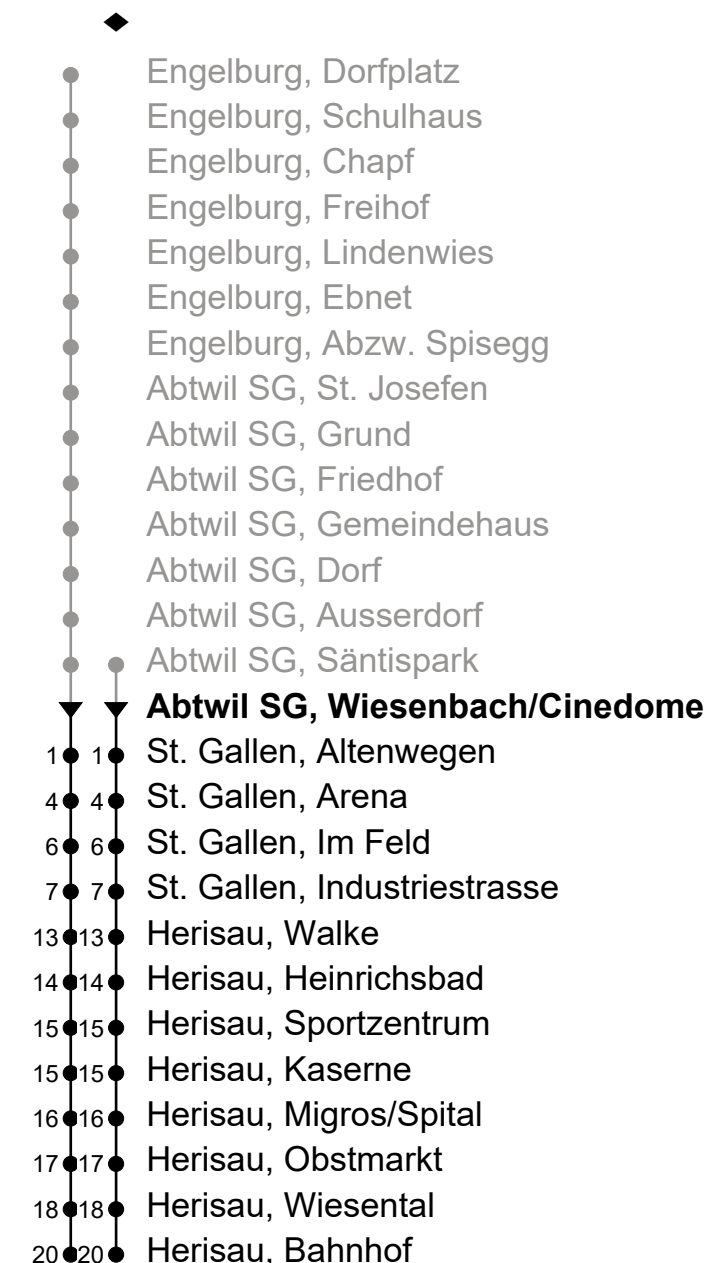 Engelburg, Dorfplatz
Engelburg, Schulhaus
Engelburg, Chapf
Engelburg, Freihof
Engelburg, Lindenwies
Engelburg, Ebnet
Engelburg, Abzw. Spisegg
Abtwil SG, St. Josefen
Abtwil SG, Grund
Abtwil SG, Friedhof
Abtwil SG, Gemeindehaus
Abtwil SG, Dorf
Abtwil SG, Ausserdorf
Abtwil SG, Säntispark
Abtwil SG, Wiesenbach/Cinedome
1 1 St. Gallen, Altenwegen
4 4 St. Gallen, Arena
6 6 St. Gallen, Im Feld
7 7 St. Gallen, Industriestrasse
13 13 Herisau, Walke
14 14 Herisau, Heinrichsbad
15 15 Herisau, Sportzentrum
15 15 Herisau, Kaserne
16 16 Herisau, Migros/Spital
17 17 Herisau, Obstmarkt
18 18 Herisau, Wiesental
20 20 Herisau, Bahnhof